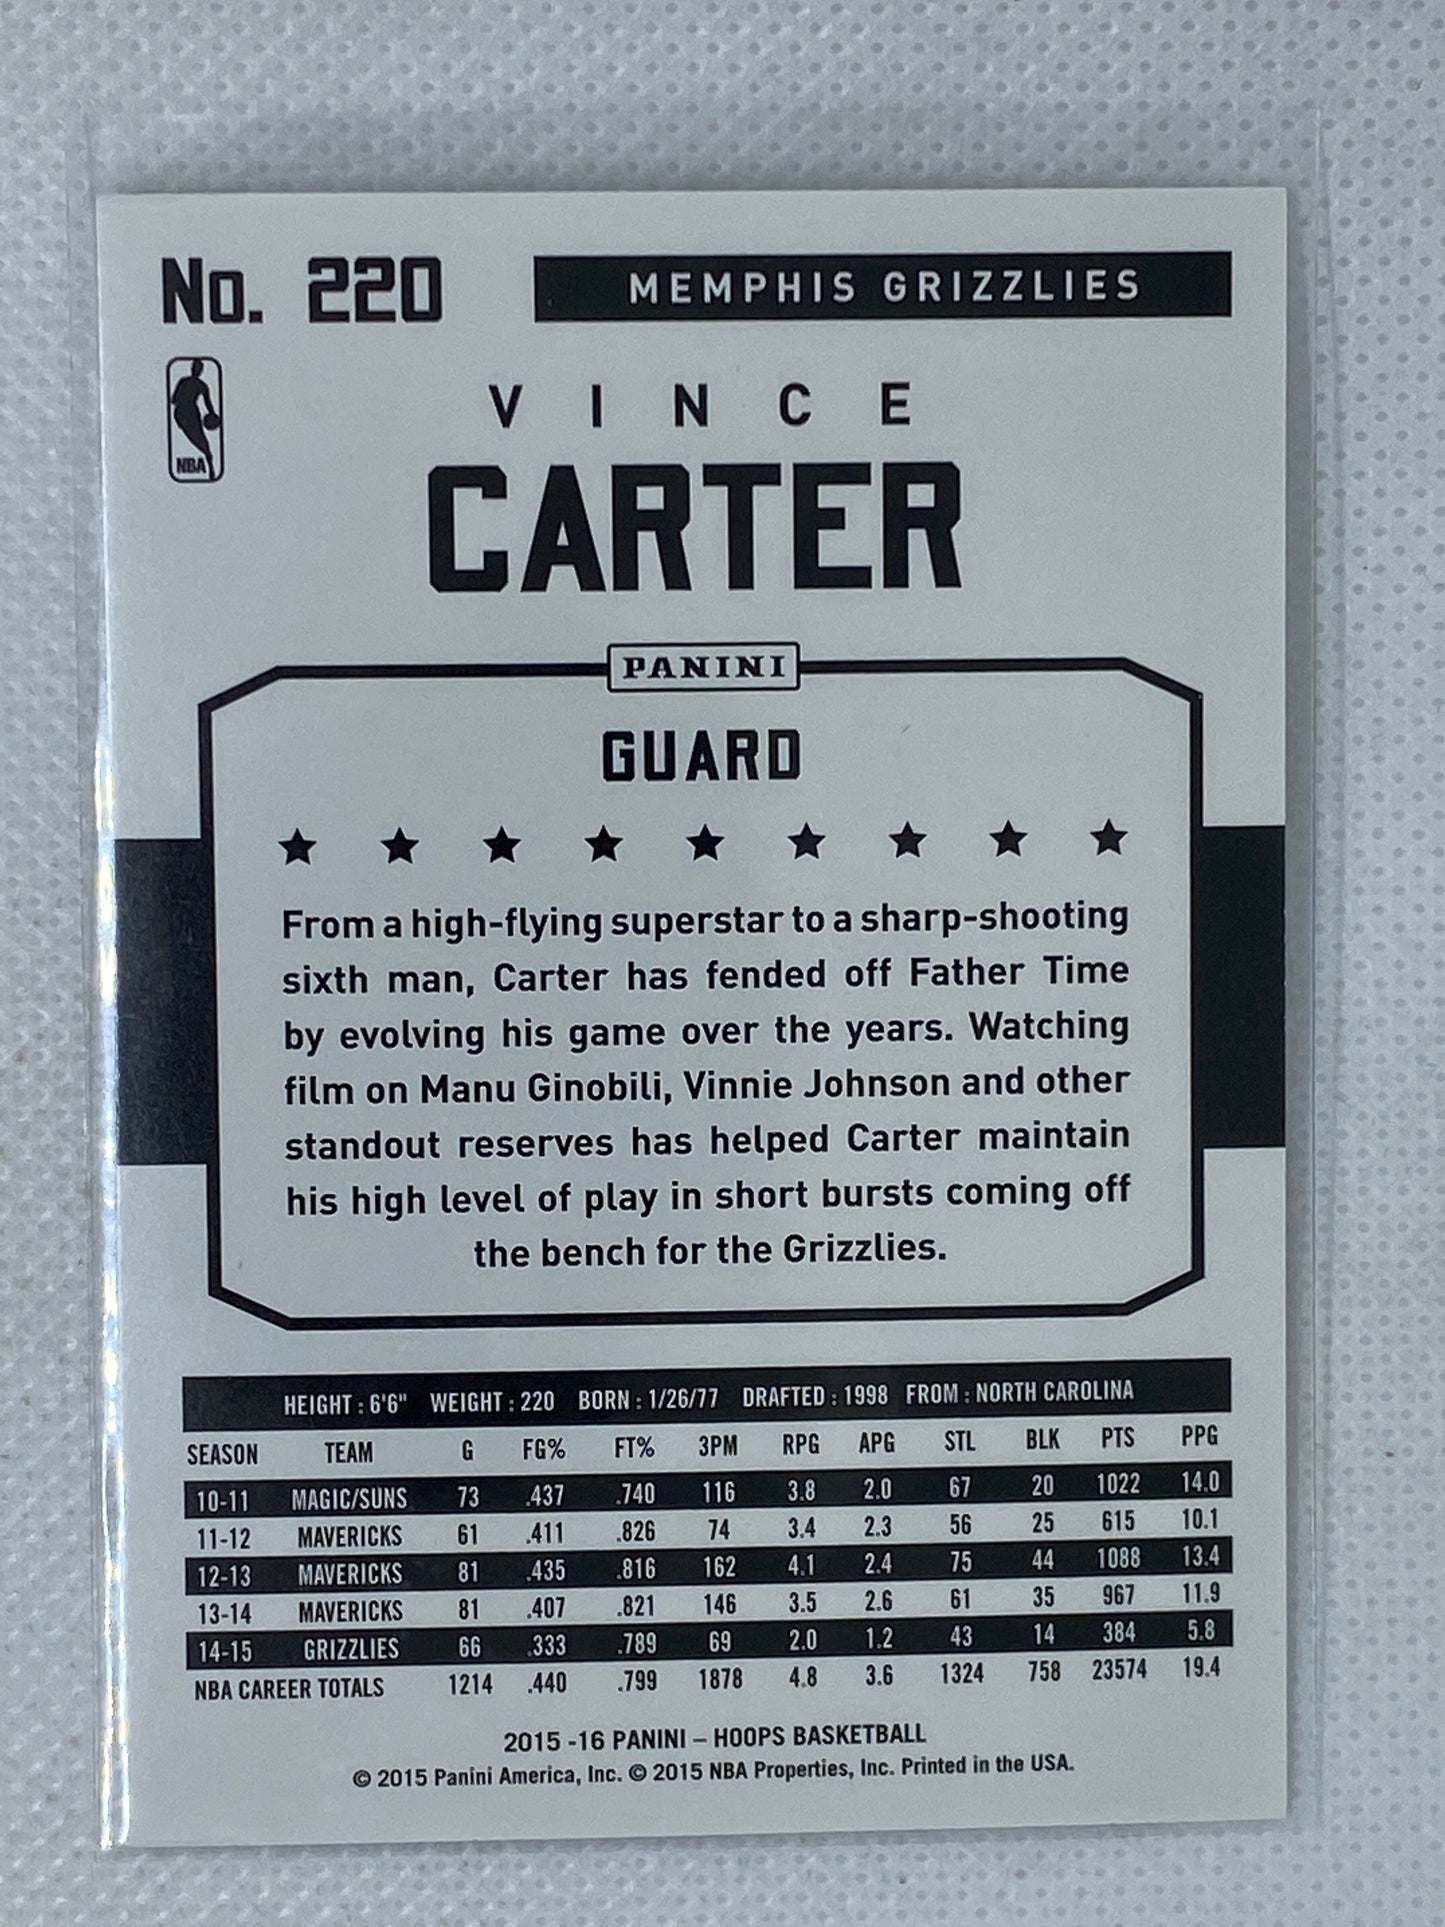 No. 220
MEMPHIS GRIZZLIES
NBA
VINCE
CARTER
PANINI
GUARD
From a high-flying superstar to a sharp-shooting
sixth man, Carter has fended off Father Time
by evolving his game over the years. Watching
film on Manu Ginobili, Vinnie Johnson and other
standout reserves has helped Carter maintain
his high level of play in short bursts coming off
the bench for the Grizzlies.
HEIGHT : 6'6" WEIGHT : 220 BORN : 1/26/77 DRAFTED : 1998 FROM : NORTH CAROLINA
SEASON TEAM G FG% FT% 3PM RPG APG STL BLK PTS PPG
10-11 MAGIC/SUNS 73 .437 .740 116 3.8 2.0 67 20 1022 14.0
11-12 MAVERICKS 61 .411 .826 74 3.4 2.3 56 25 615 10.1
12-13 MAVERICKS 81 .435 .816 162 4.1 2.4 75 44 1088 13.4
13-14 MAVERICKS 81 .407 .821 146 3.5 2.6 61 35 967 11.9
14-15 GRIZZLIES 66 .333 .789 69 2.0 1.2 43 14 384 5.8
NBA CAREER TOTALS 1214 .440 .799 1878 4.8 3.6 1324 758 23574 19.4
2015 -16 PANINI – HOOPS BASKETBALL
© 2015 Panini America, Inc. © 2015 NBA Properties, Inc. Printed in the USA.